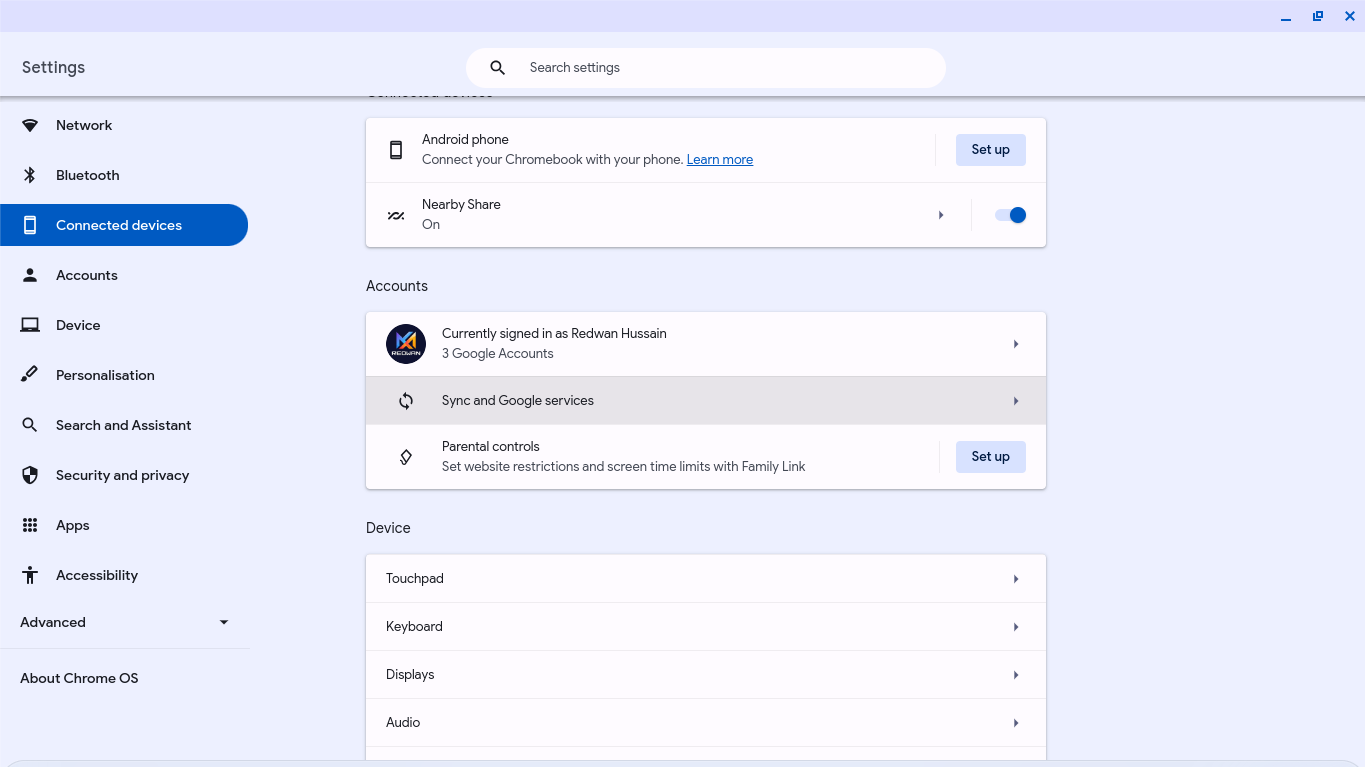 Settings
Search settings
Network
Bluetooth
Connected devices
Accounts
Device
Personalisation
Search and Assistant
Security and privacy
Apps
Accessibility
Advanced
About Chrome OS
Connected devices
Android phone
Connect your Chromebook with your phone. Learn more
Set up
Nearby Share
On
Accounts
REDWAN
Currently signed in as Redwan Hussain
3 Google Accounts
Sync and Google services
Parental controls
Set website restrictions and screen time limits with Family Link
Set up
Device
Touchpad
Keyboard
Displays
Audio